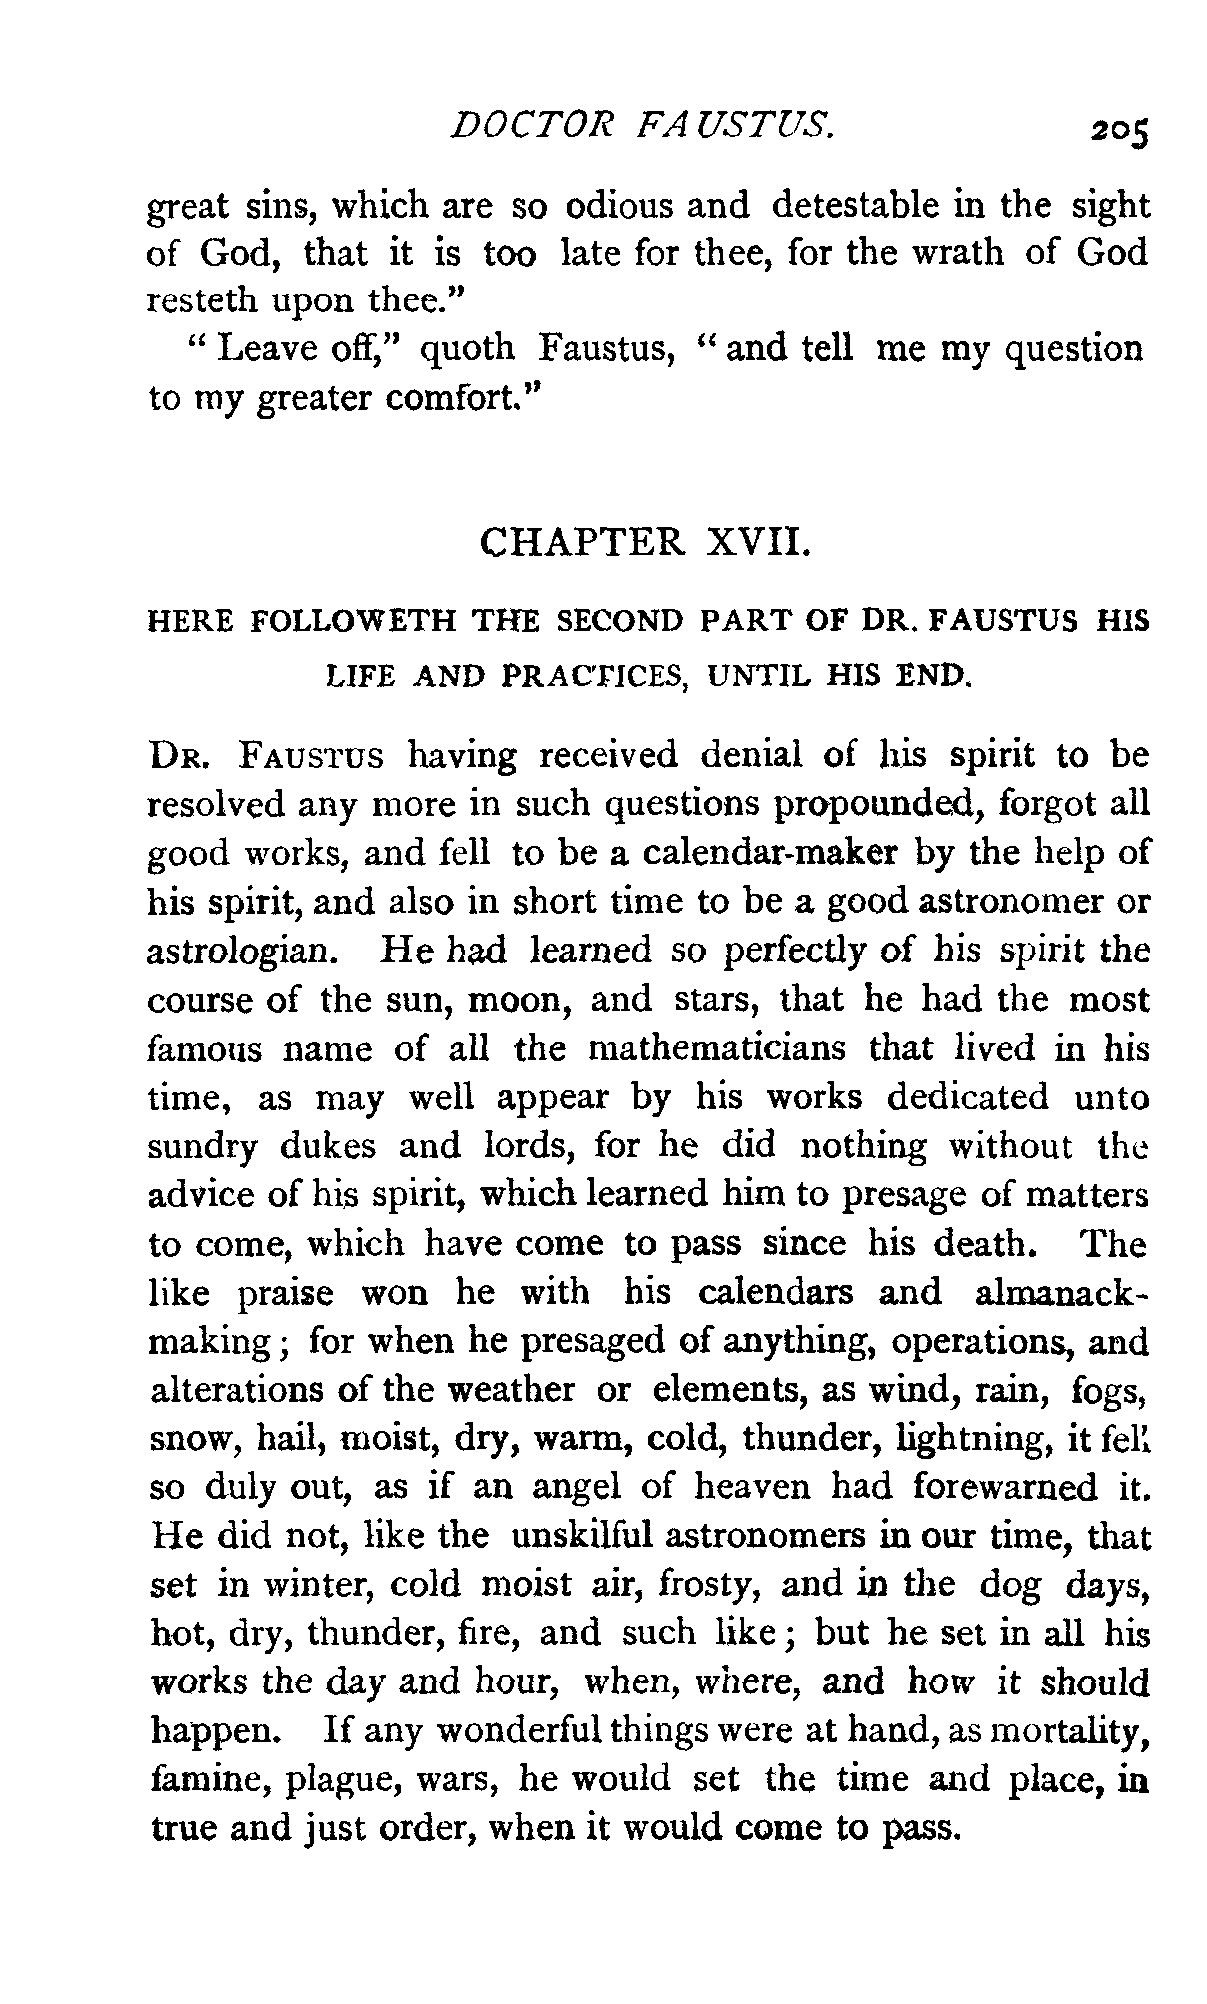 DOCTOR FAUSTUS. 205
great sins, which are so odious and detestable in the sight
of God, that it is too late for thee, for the wrath of God
resteth upon thee."
" Leave off," quoth Faustus, " and tell me my question
to my greater comfort."
CHAPTER XVII.
HERE FOLLOWETH THE SECOND PART OF DR. FAUSTUS HIS
LIFE AND PRACTICES, UNTIL HIS END.
DR. FAUSTUS having received denial of his spirit to be
resolved any more in such questions propounded, forgot all
good works, and fell to be a calendar-maker by the help of
his spirit, and also in short time to be a good astronomer or
astrologian. He had learned so perfectly of his spirit the
course of the sun, moon, and stars, that he had the most
famous name of all the mathematicians that lived in his
time, as may well appear by his works dedicated unto
sundry dukes and lords, for he did nothing without the
advice of his spirit, which learned him to presage of matters
to come, which have come to pass since his death. The
like praise won he with his calendars and almanack-
making ; for when he presaged of anything, operations, and
alterations of the weather or elements, as wind, rain, fogs,
snow, hail, moist, dry, warm, cold, thunder, lightning, it fell
so duly out, as if an angel of heaven had forewarned it.
He did not, like the unskilful astronomers in our time, that
set in winter, cold moist air, frosty, and in the dog days,
hot, dry, thunder, fire, and such like ; but he set in all his
works the day and hour, when, where, and how it should
happen. If any wonderful things were at hand, as mortality,
famine, plague, wars, he would set the time and place, in
true and just order, when it would come to pass.